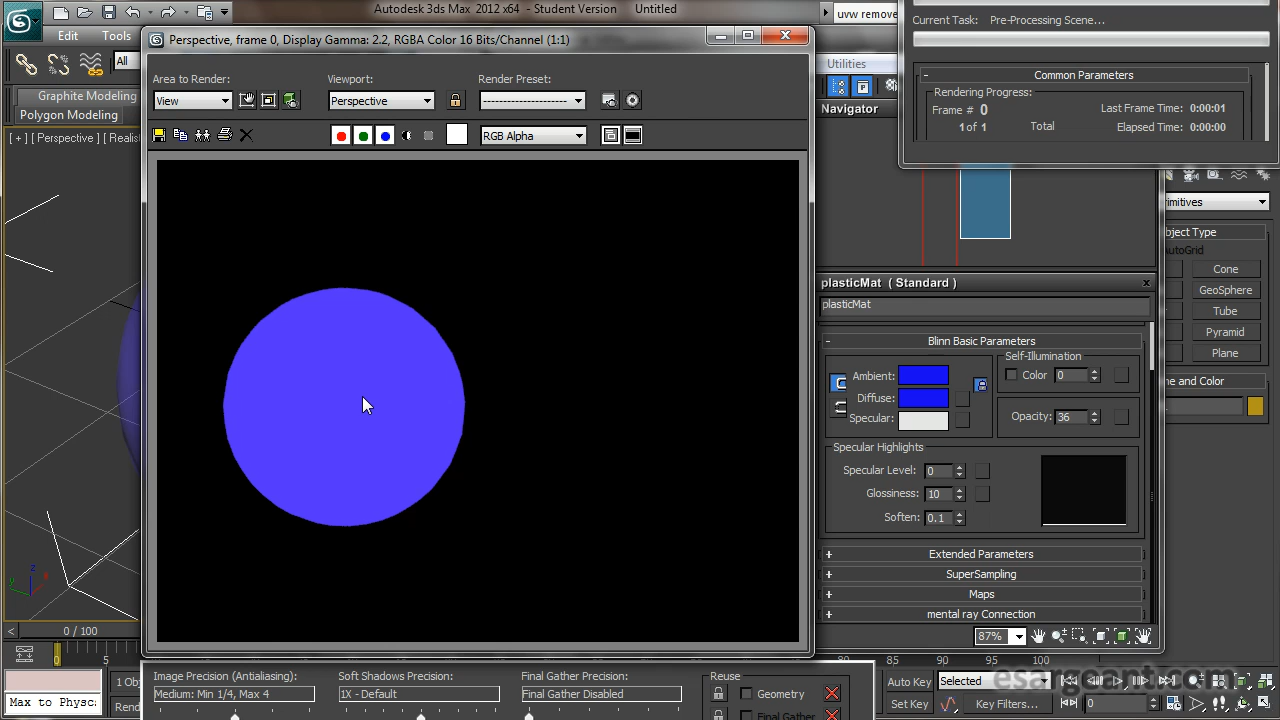 Autodesk 3ds Max 2012 x64 - Student Version Untitled
uvw remove
Edit Tools
Perspective, frame 0, Display Gamma: 2.2, RGBA Color 16 Bits/Channel (1:1)
Current Task: Pre-Processing Scene...
All
Area to Render: Viewport: Render Preset:
View Perspective --------------------
Utilities
Common Parameters
Rendering Progress:
Frame # 0 Last Frame Time: 0:00:01
1 of 1 Total Elapsed Time: 0:00:00
Graphite Modeling
Polygon Modeling
RGB Alpha
Navigator
[ + ] [ Perspective ] [ Realis
rimitives
bject Type
AutoGrid
Cone
GeoSphere
Tube
Pyramid
Plane
me and Color
plasticMat ( Standard )
plasticMat
- Blinn Basic Parameters
Self-Illumination
Ambient: Color 0
Diffuse:
Specular: Opacity: 36
Specular Highlights
Specular Level: 0
Glossiness: 10
Soften: 0.1
+ Extended Parameters
+ SuperSampling
+ Maps
+ mental ray Connection
87%
z
x
y
< 0 / 100
0 5 80 85 90 95 100
Max to Physc.
1 Obj
Rend
Image Precision (Antialiasing): Soft Shadows Precision: Final Gather Precision: Reuse
Medium: Min 1/4, Max 4 1X - Default Final Gather Disabled Geometry
Final Gather
Auto Key Selected
Set Key Key Filters... 0
esargeant.com